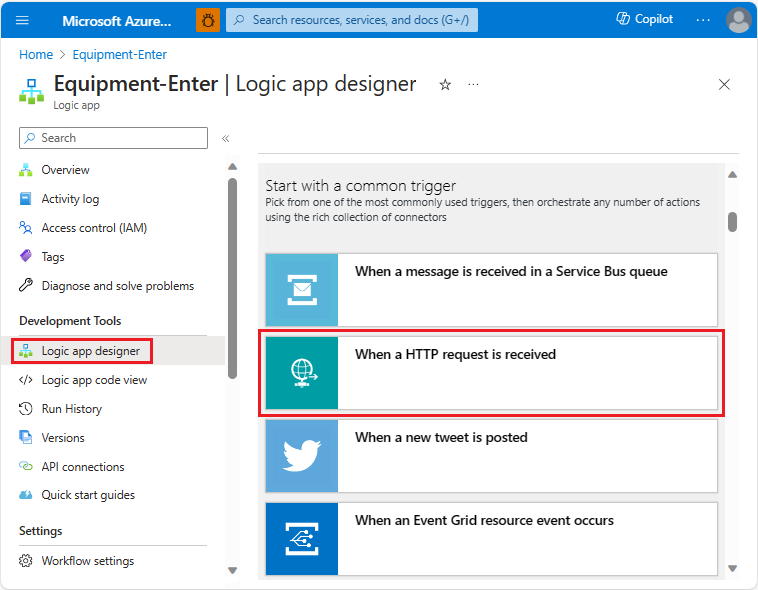 Microsoft Azure...
Search resources, services, and docs (G+/)
Copilot
...
Home > Equipment-Enter
Equipment-Enter | Logic app designer
...
Logic app
Search
«
Overview
Activity log
Access control (IAM)
Tags
Diagnose and solve problems
Development Tools
Logic app designer
Logic app code view
Run History
Versions
API connections
Quick start guides
Settings
Workflow settings
Start with a common trigger
Pick from one of the most commonly used triggers, then orchestrate any number of actions
using the rich collection of connectors
When a message is received in a Service Bus queue
When a HTTP request is received
When a new tweet is posted
When an Event Grid resource event occurs